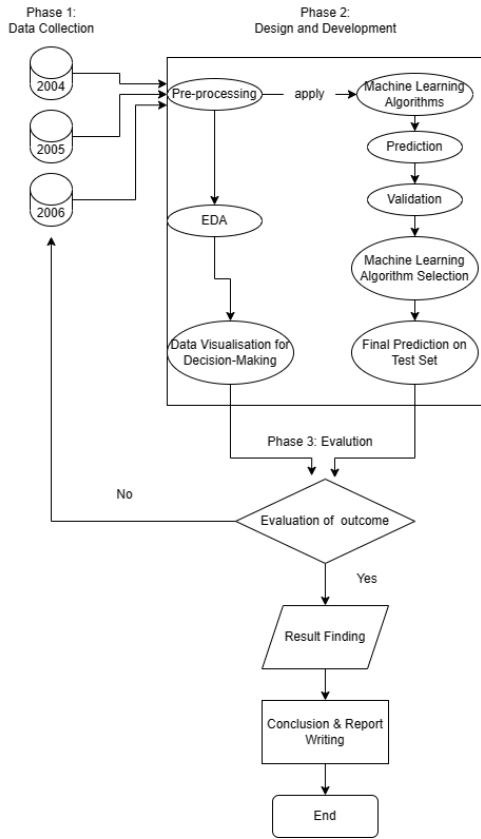 Phase 1:
Data Collection
Phase 2:
Design and Development
2004
2005
2006
Pre-processing
apply
Machine Learning
Algorithms
Prediction
Validation
EDA
Machine Learning
Algorithm Selection
Data Visualisation for
Decision-Making
Final Prediction on
Test Set
Phase 3: Evalution
No
Evaluation of outcome
Yes
Result Finding
Conclusion & Report
Writing
End